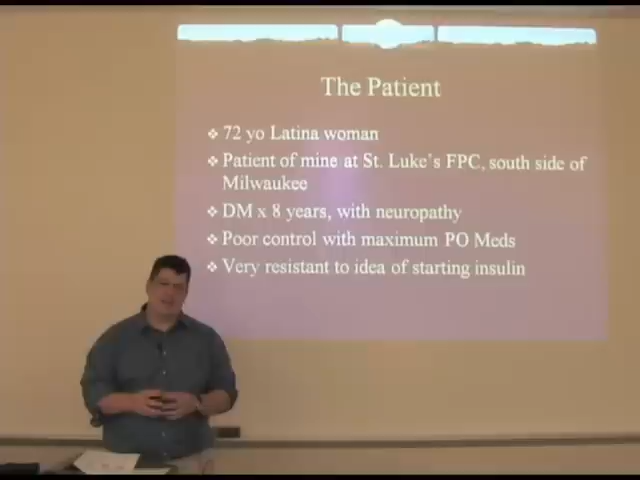 The Patient
❖ 72 yo Latina woman
❖ Patient of mine at St. Luke's FPC, south side of
Milwaukee
❖ DM x 8 years, with neuropathy
❖ Poor control with maximum PO Meds
❖ Very resistant to idea of starting insulin